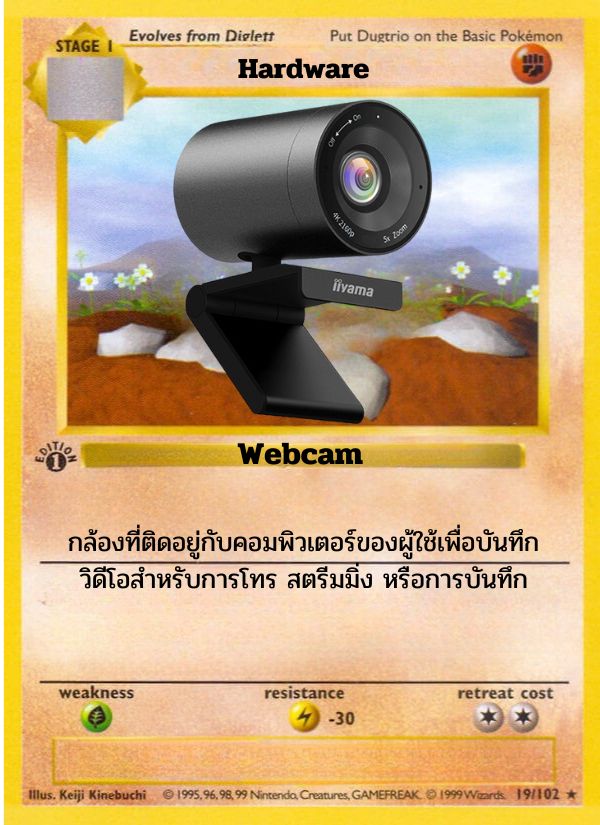 STAGE 1
Evolves from Diglett
Put Dugtrio on the Basic Pokémon
Hardware
Off
On
4K 2160p
5x Zoom
iiyama
EDITION
1
Webcam
กล้องที่ติดอยู่กับคอมพิวเตอร์ของผู้ใช้เพื่อบันทึก
วิดีโอสำหรับการโทร สตรีมมิ่ง หรือการบันทึก
weakness
resistance
retreat cost
-30
Illus. Keiji Kinebuchi
© 1995, 96, 98, 99 Nintendo, Creatures, GAMEFREAK. © 1999 Wizards.
19/102 ★